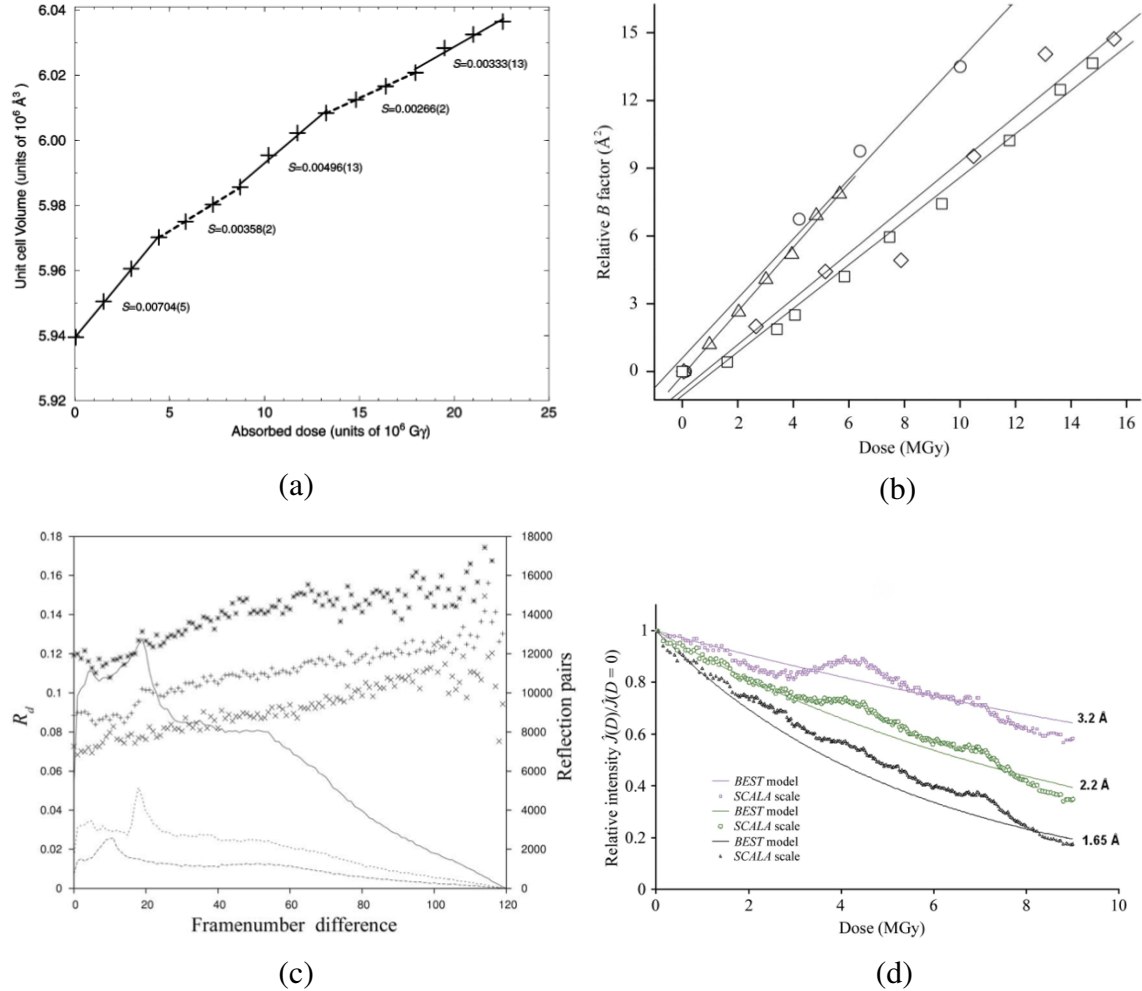 6.04
6.02
6.00
5.98
5.96
5.94
5.92
Unit cell Volume (units of 10⁶ Å³)
S=0.00333(13)
S=0.00266(2)
S=0.00496(13)
S=0.00358(2)
S=0.00704(5)
0 5 10 15 20 25
Absorbed dose (units of 10⁶ Gγ)
(a)
15
12
9
6
3
0
Relative B factor (Å²)
0 2 4 6 8 10 12 14 16
Dose (MGy)
(b)
0.18
0.16
0.14
0.12
0.1
0.08
0.06
0.04
0.02
0
R_d
18000
16000
14000
12000
10000
8000
6000
4000
2000
0
Reflection pairs
0 20 40 60 80 100 120
Framenumber difference
(c)
1
0.8
0.6
0.4
0.2
0
Relative intensity Ĵ(D)/Ĵ(D = 0)
3.2 Å
2.2 Å
1.65 Å
BEST model
SCALA scale
BEST model
SCALA scale
BEST model
SCALA scale
0 2 4 6 8 10
Dose (MGy)
(d)